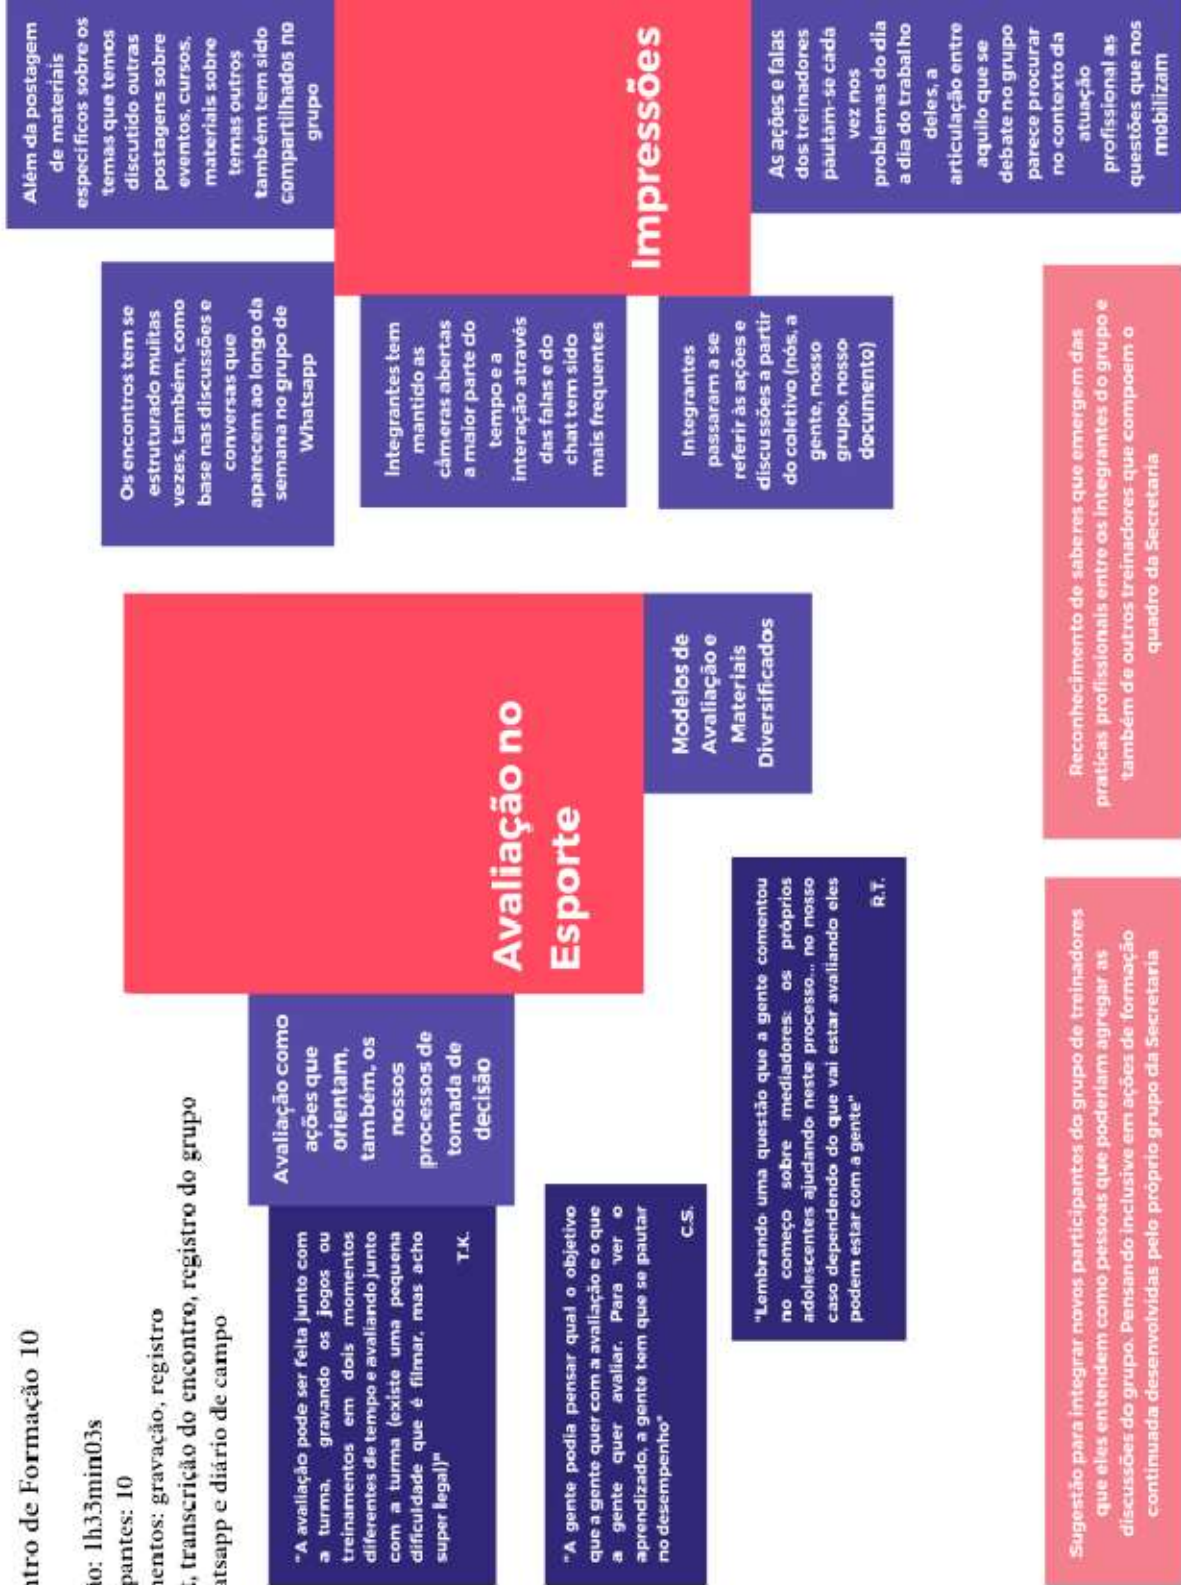 ntro de Formação 10
ão: 1h33min03s
pantes: 10
nentos: gravação, registro
t, transcrição do encontro, registro do grupo
atsapp e diário de campo
"A avaliação pode ser feita junto com
a turma, gravando os jogos ou
treinamentos em dois momentos
diferentes de tempo e avaliando junto
com a turma (existe uma pequena
dificuldade que é filmar, mas acho
super legal)"
T.K.
Avaliação como
ações que
orientam,
também, os
nossos
processos de
tomada de
decisão
"A gente podia pensar qual o objetivo
que a gente quer com a avaliação e o que
a gente quer avaliar. Para ver o
aprendizado, a gente tem que se pautar
no desempenho"
C.S.
"Lembrando uma questão que a gente comentou
no começo sobre mediadores: os próprios
adolescentes ajudando neste processo... no nosso
caso dependendo do que vai estar avaliando eles
podem estar com a gente"
R.T.
Avaliação no
Esporte
Modelos de
Avaliação e
Materiais
Diversificados
Os encontros tem se
estruturado muitas
vezes, também, como
base nas discussões e
conversas que
aparecem ao longo da
semana no grupo de
Whatsapp
Integrantes tem
mantido as
câmeras abertas
a maior parte do
tempo e a
interação através
das falas e do
chat tem sido
mais frequentes
Integrantes
passaram a se
referir às ações e
discussões a partir
do coletivo (nós, a
gente, nosso
grupo, nosso
documento)
Além da postagem
de materiais
específicos sobre os
temas que temos
discutido outras
postagens sobre
eventos, cursos,
materiais sobre
temas outros
também tem sido
compartilhados no
grupo
Impressões
As ações e falas
dos treinadores
pautam-se cada
vez nos
problemas do dia
a dia do trabalho
deles, a
articulação entre
aquilo que se
debate no grupo
parece procurar
no contexto da
atuação
profissional as
questões que nos
mobilizam
Sugestão para integrar novos participantes do grupo de treinadores
que eles entendem como pessoas que poderiam agregar as
discussões do grupo. Pensando inclusive em ações de formação
continuada desenvolvidas pelo próprio grupo da Secretaria
Reconhecimento de saberes que emergem das
praticas profissionais entre os integrantes do grupo e
também de outros treinadores que compoem o
quadro da Secretaria